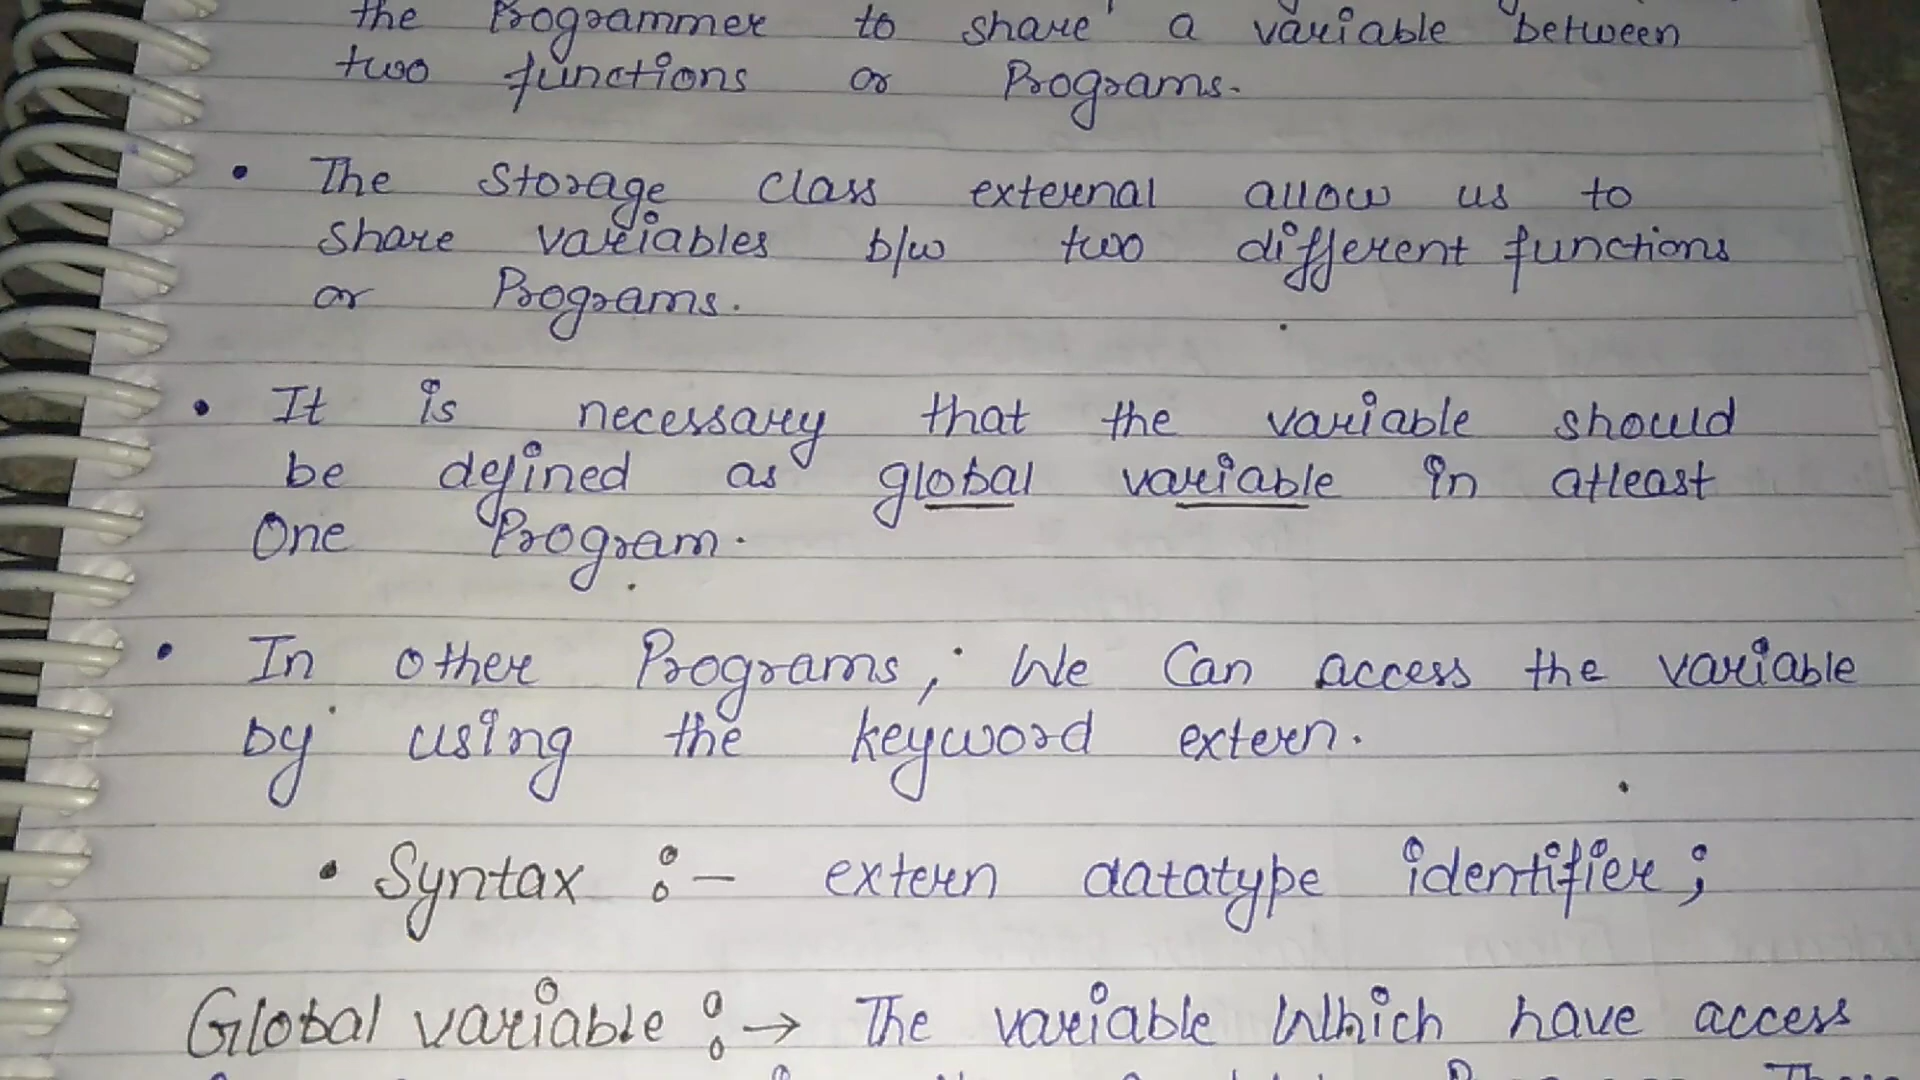 the Programmer to share a variable between
two functions or Programs.
• The storage class external allow us to
share variables b/w two different functions
or Programs.
• It is necessary that the variable should
be defined as global variable in atleast
One Program.
• In other Programs, We Can access the variable
by using the keyword extern.
• Syntax :- extern datatype identifier;
Global variable :→ The variable Which have access